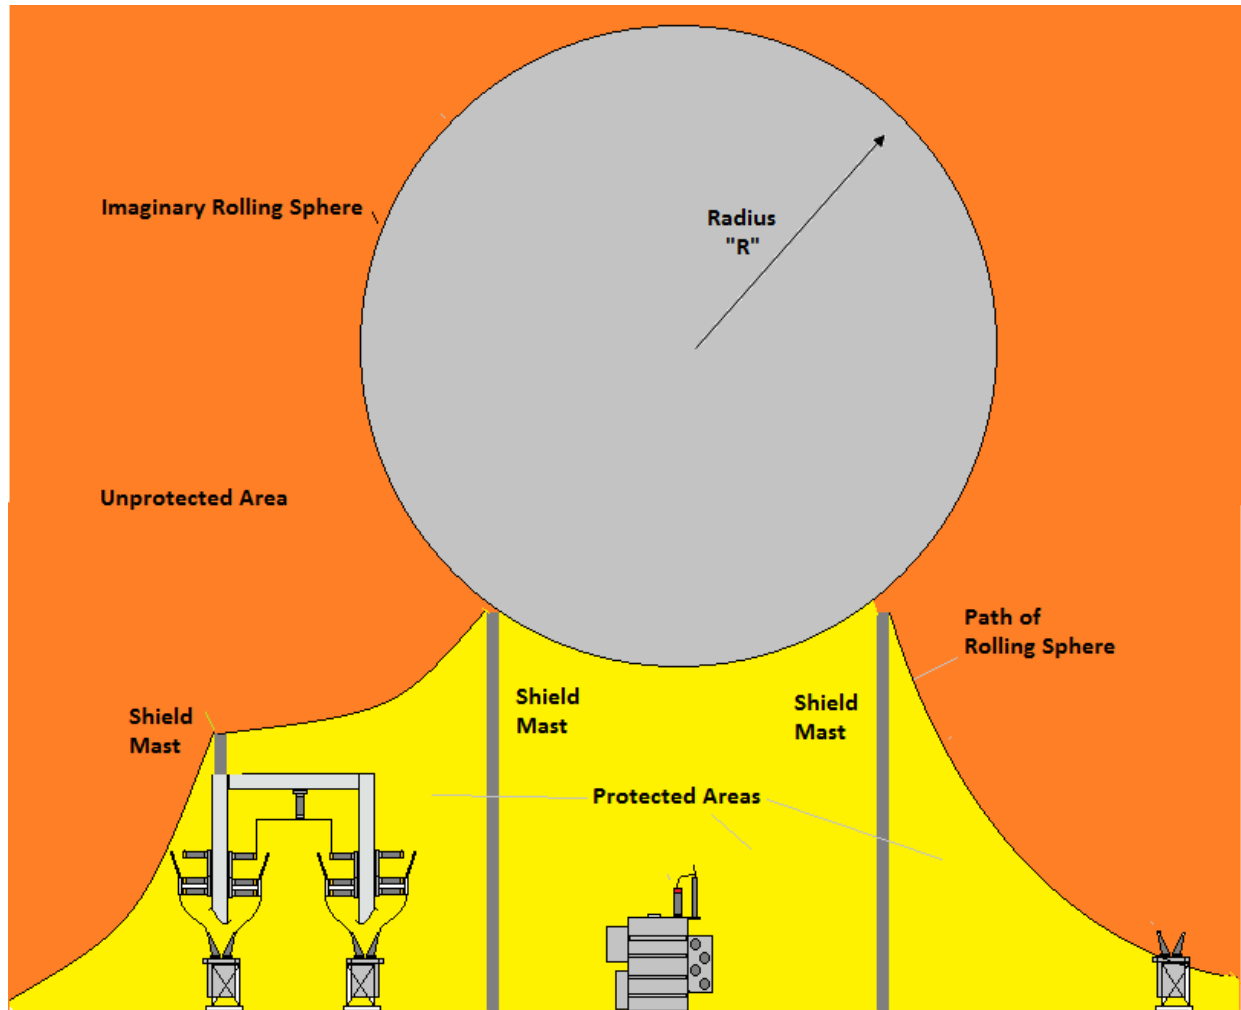 Imaginary Rolling Sphere
Radius
"R"
Unprotected Area
Path of
Rolling Sphere
Shield
Mast
Shield
Mast
Shield
Mast
Protected Areas